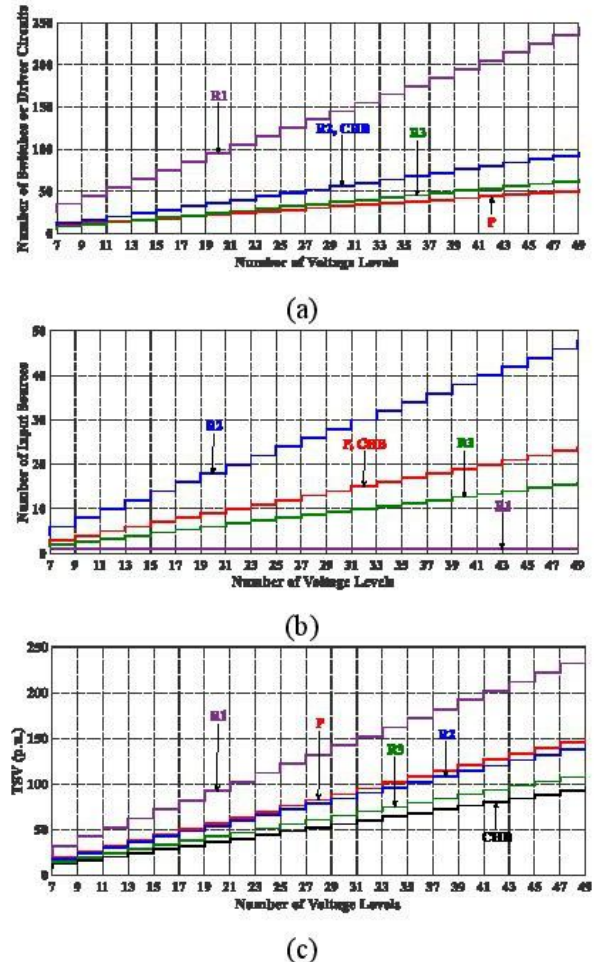 Number of Switches or Driver Circuits
250
200
150
100
50
0
R1
R2, CHB
R3
P
7 9 11 13 15 17 19 21 23 25 27 29 31 33 35 37 39 41 43 45 47 49
Number of Voltage Levels
(a)
Number of Input Sources
50
40
30
20
10
0
R2
P, CHB
R3
R1
7 9 11 13 15 17 19 21 23 25 27 29 31 33 35 37 39 41 43 45 47 49
Number of Voltage Levels
(b)
TSV (p.u.)
250
200
150
100
50
0
R1
P
R3
R2
CHB
7 9 11 13 15 17 19 21 23 25 27 29 31 33 35 37 39 41 43 45 47 49
Number of Voltage Levels
(c)